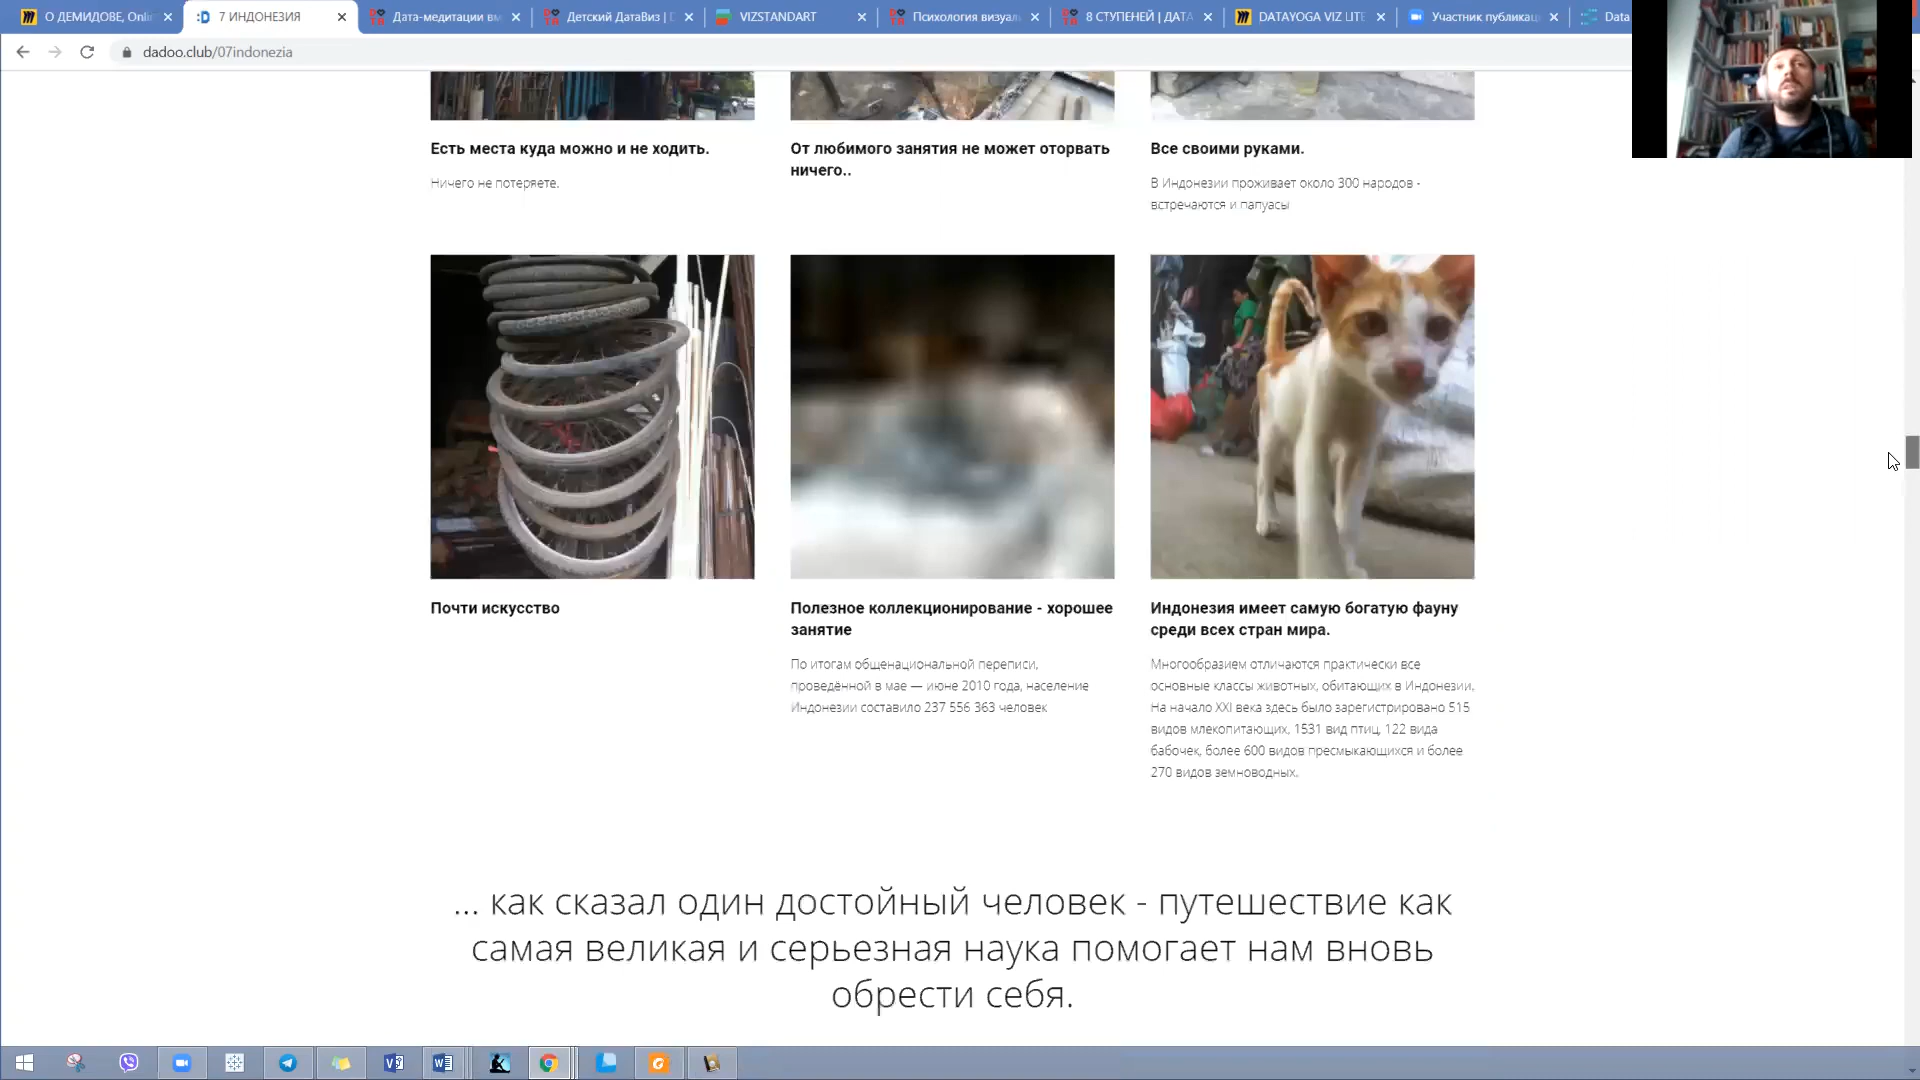 О ДЕМИДОВЕ, Onli
7 ИНДОНЕЗИЯ
Дата-медитации вм
Детский ДатаВиз | D
VIZSTANDART
Психология визуал
8 СТУПЕНЕЙ | ДАТА
DATAYOGA VIZ LITE
Участник публикац
Data
dadoo.club/07indonezia
Есть места куда можно и не ходить.
Ничего не потеряете.
От любимого занятия не может оторвать
ничего..
Все своими руками.
В Индонезии проживает около 300 народов -
встречаются и папуасы
Почти искусство
Полезное коллекционирование - хорошее
занятие
По итогам общенациональной переписи,
проведённой в мае — июне 2010 года, население
Индонезии составило 237 556 363 человек
Индонезия имеет самую богатую фауну
среди всех стран мира.
Многообразием отличаются практически все
основные классы животных, обитающих в Индонезии.
На начало XXI века здесь было зарегистрировано 515
видов млекопитающих, 1531 вид птиц, 122 вида
бабочек, более 600 видов пресмыкающихся и более
270 видов земноводных.
... как сказал один достойный человек - путешествие как
самая великая и серьезная наука помогает нам вновь
обрести себя.